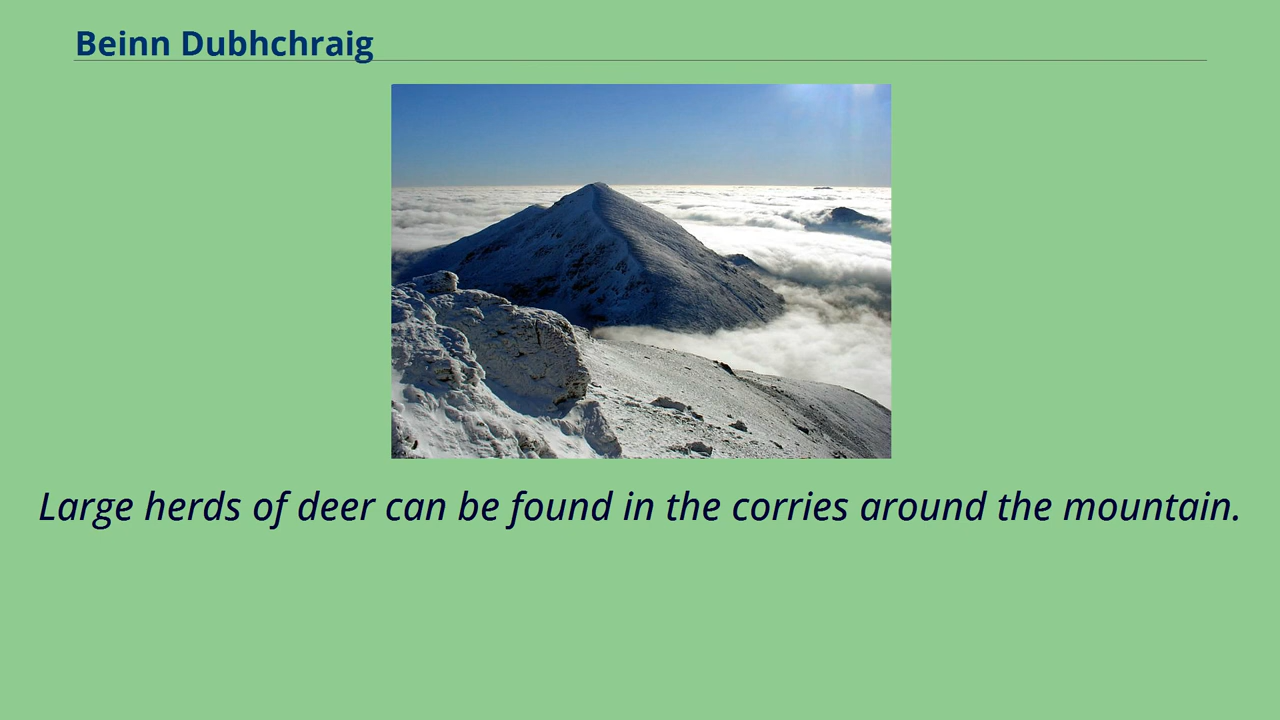 Beinn Dubhchraig
Large herds of deer can be found in the corries around the mountain.